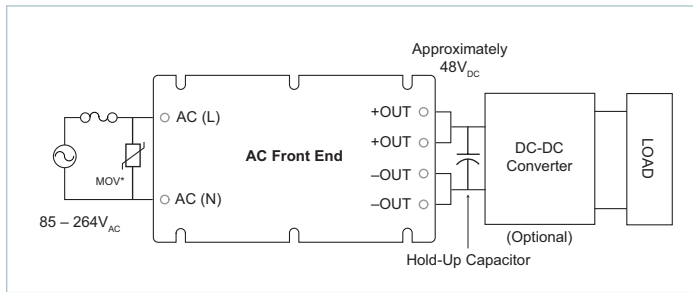 Approximately
48VDC
AC (L)
+OUT
+OUT
AC Front End
DC-DC
Converter
LOAD
MOV*
–OUT
AC (N)
–OUT
85 – 264VAC
(Optional)
Hold-Up Capacitor